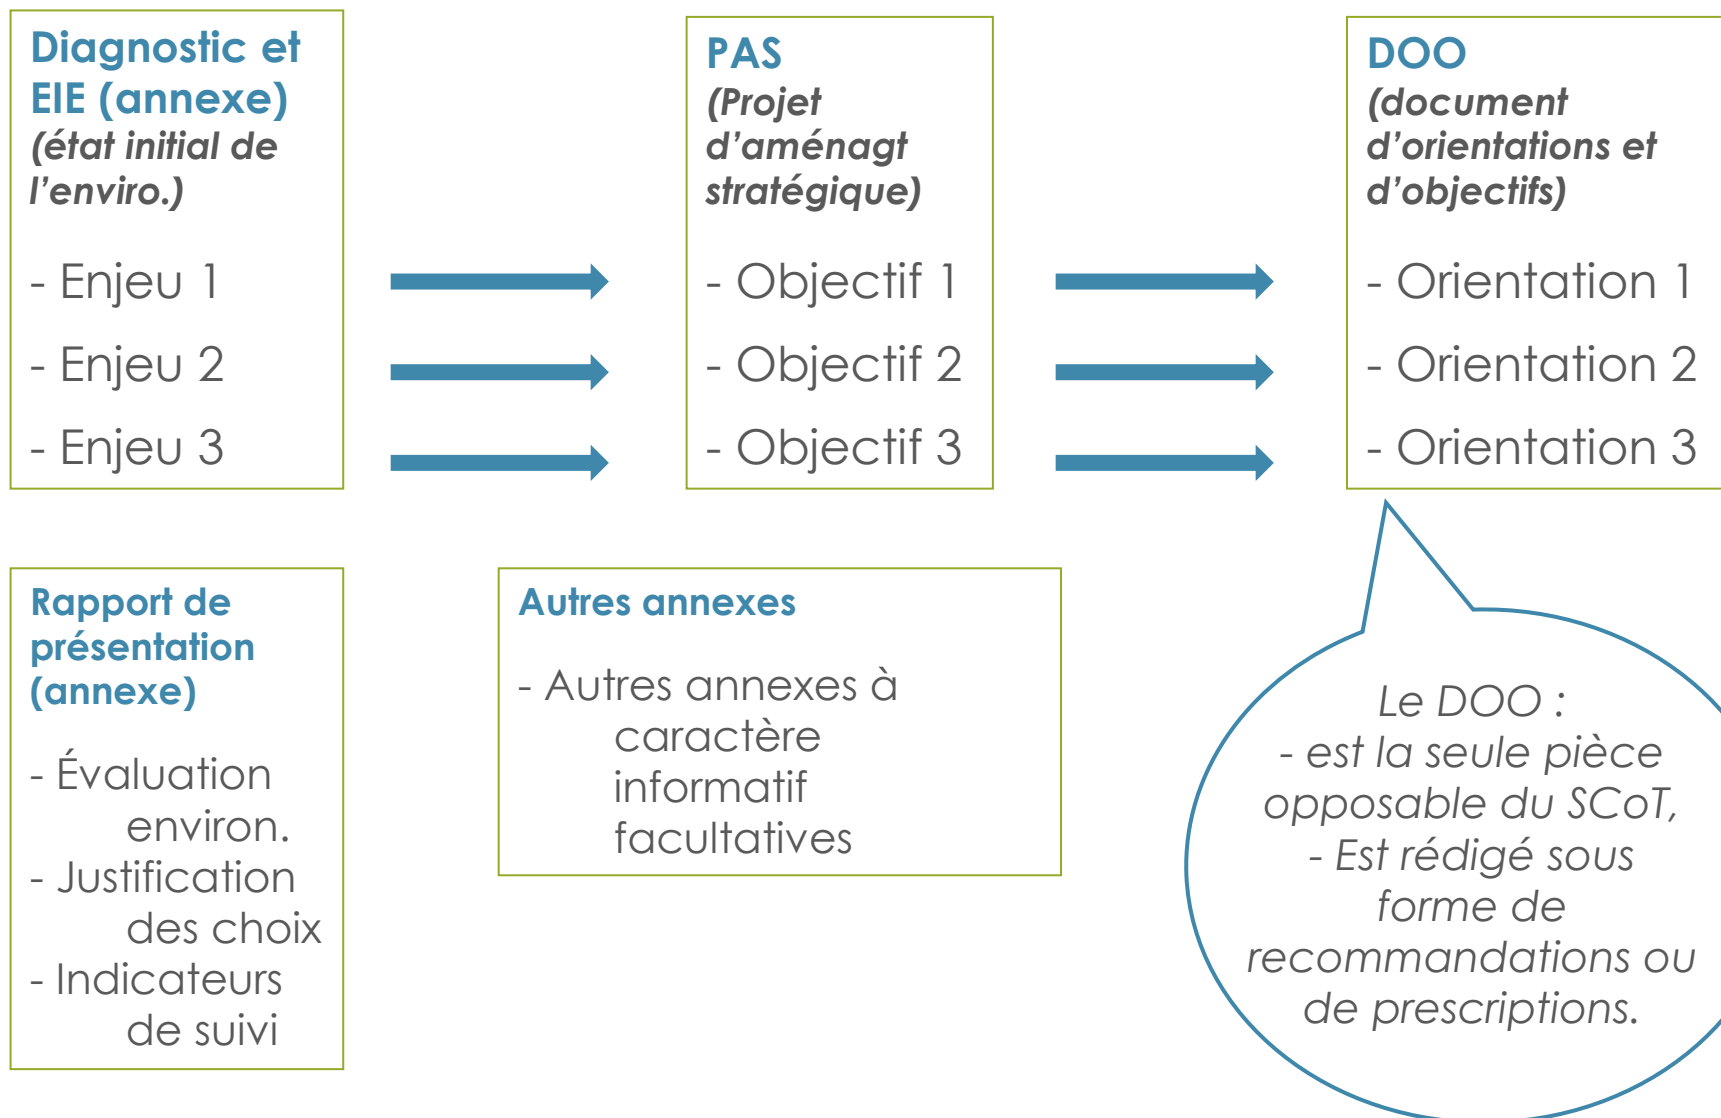 Diagnostic et
EIE (annexe)
(état initial de
l’enviro.)
- Enjeu 1
- Enjeu 2
- Enjeu 3
PAS
(Projet
d’aménagt
stratégique)
- Objectif 1
- Objectif 2
- Objectif 3
DOO
(document
d’orientations et
d’objectifs)
- Orientation 1
- Orientation 2
- Orientation 3
Rapport de
présentation
(annexe)
- Évaluation
environ.
- Justification
des choix
- Indicateurs
de suivi
Autres annexes
- Autres annexes à
caractère
informatif
facultatives
Le DOO :
- est la seule pièce
opposable du SCoT,
- Est rédigé sous
forme de
recommandations ou
de prescriptions.